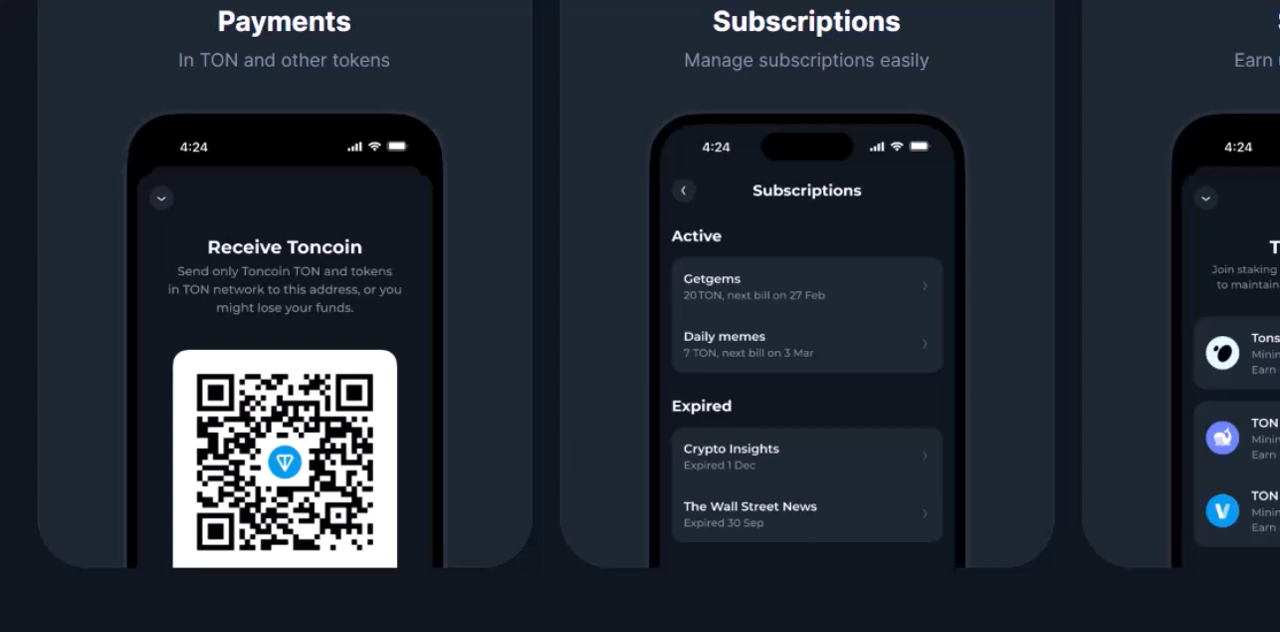 Payments
In TON and other tokens
4:24
Receive Toncoin
Send only Toncoin TON and tokens
in TON network to this address, or you
might lose your funds.
Subscriptions
Manage subscriptions easily
4:24
Subscriptions
Active
Getgems
20 TON, next bill on 27 Feb
Daily memes
7 TON, next bill on 3 Mar
Expired
Crypto Insights
Expired 1 Dec
The Wall Street News
Expired 30 Sep
Earn
4:24
Join staking
to maintain
TON
Earn
TON
Earn